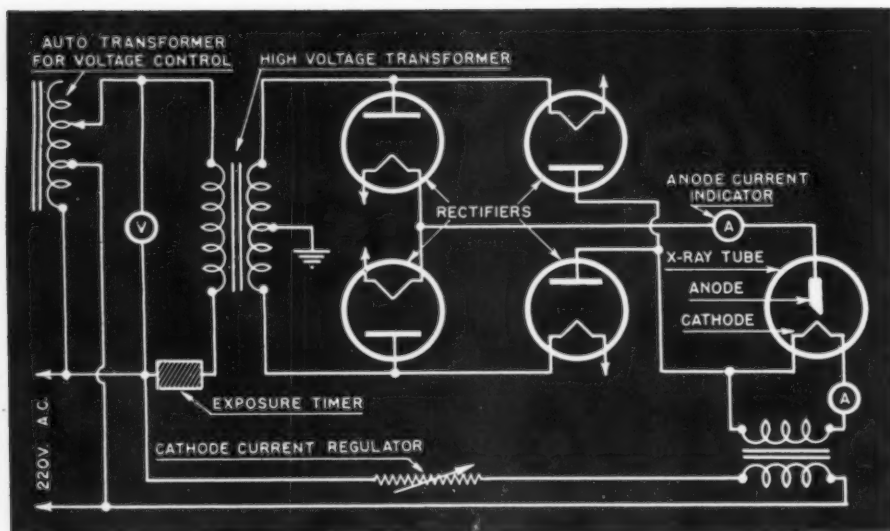 AUTO TRANSFORMER
FOR VOLTAGE CONTROL
HIGH VOLTAGE TRANSFORMER
ANODE CURRENT
INDICATOR
V
RECTIFIERS
A
X-RAY TUBE
ANODE
CATHODE
A
EXPOSURE TIMER
220V. A.C.
CATHODE CURRENT REGULATOR